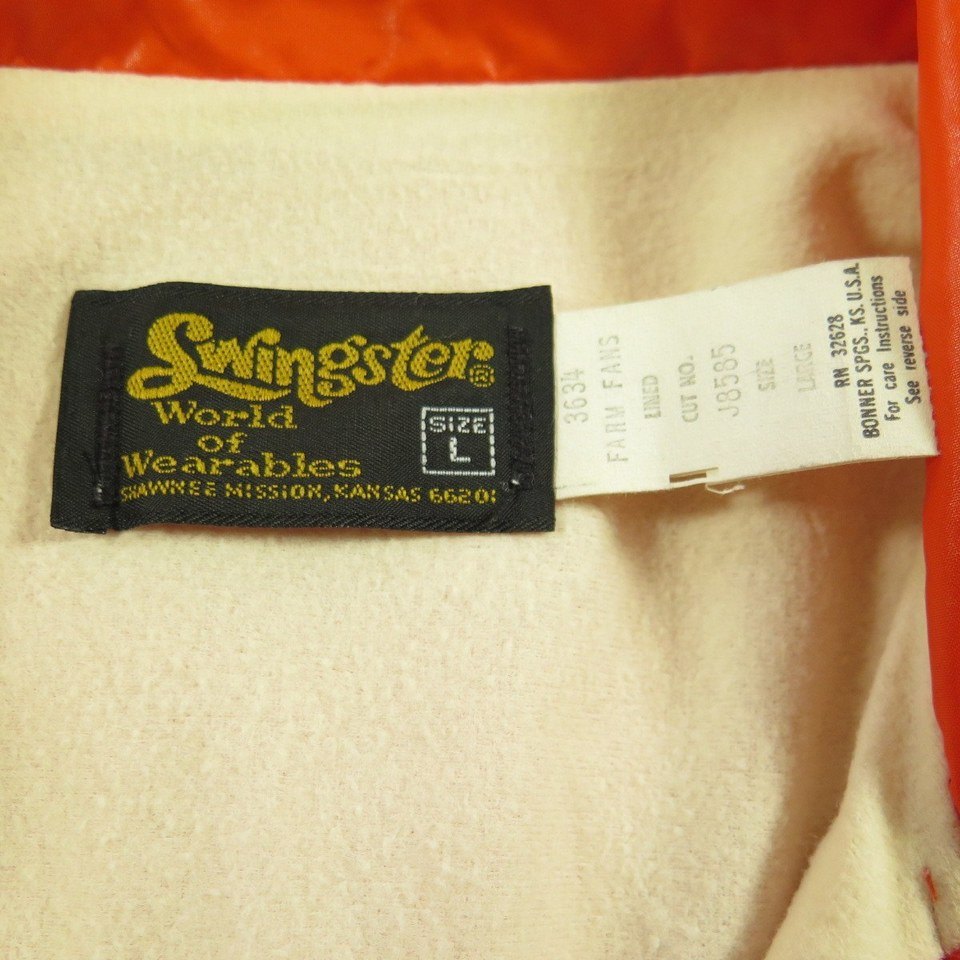 Swingster®
World
of
Wearables
SIZE
L
SHAWNEE MISSION, KANSAS 66201
3634
FARM FANS
LINED
CUT NO.
J8585
SIZE
LARGE
RN 32628
BONNER SPGS., KS. U.S.A.
For care Instructions
See reverse side